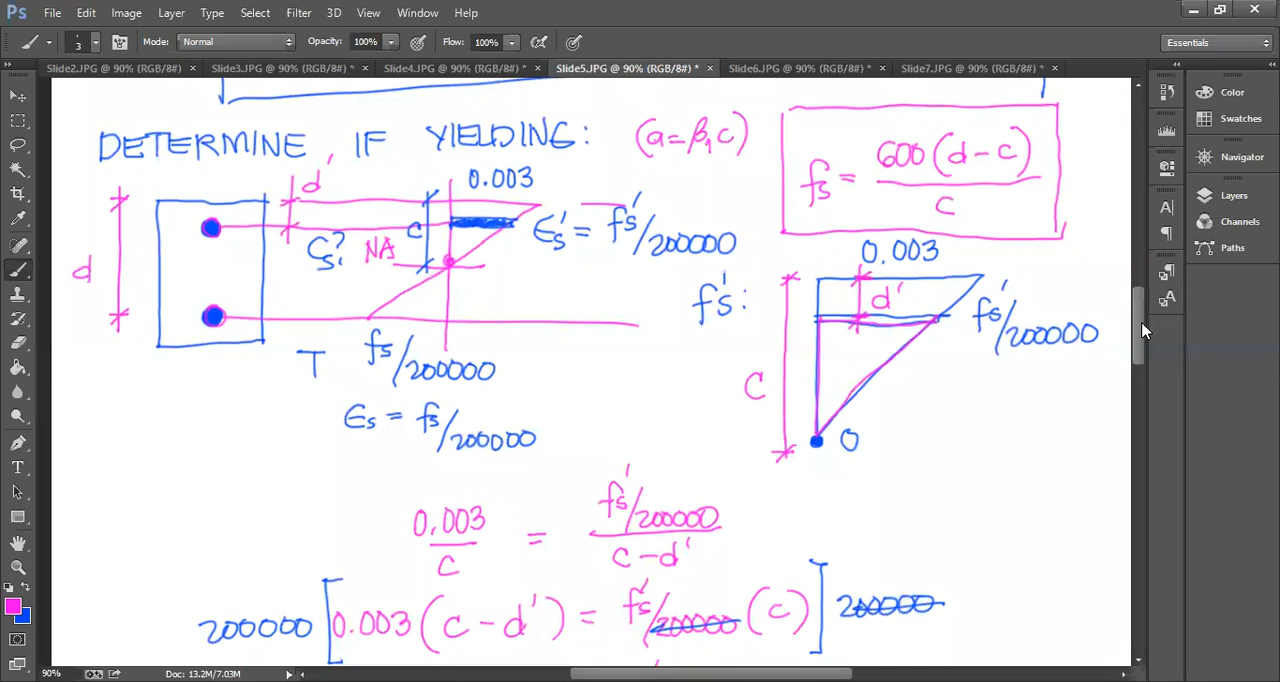 Ps File Edit Image Layer Type Select Filter 3D View Window Help
3 Mode: Normal Opacity: 100% Flow: 100% Essentials
Slide2.JPG @ 90% (RGB/8#) × Slide3.JPG @ 90% (RGB/8#) * × Slide4.JPG @ 90% (RGB/8#) * × Slide5.JPG @ 90% (RGB/8#) * × Slide6.JPG @ 90% (RGB/8#) * × Slide7.JPG @ 90% (RGB/8#) * ×
DETERMINE IF YIELDING: (a=β₁c)
fs = 600(d-c)/c
d'
0.003
d
Cs'?
NA
c
εs' = fs'/200000
T
fs/200000
εs = fs/200000
fs':
0.003
d'
fs'/200000
C
0
0.003/c = fs'/200000/c-d'
200000 [0.003(c-d') = fs'/200000 (c)] 200000
Color
Swatches
Navigator
Layers
Channels
Paths
90% Doc: 13.2M/7.03M